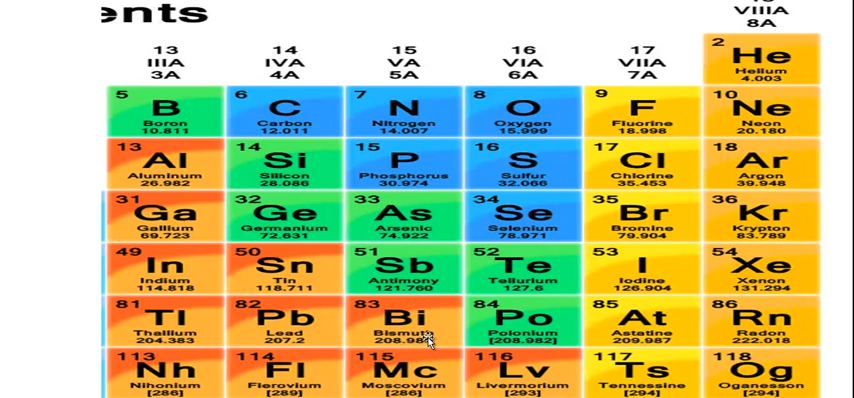 ents
13
IIIA
3A
14
IVA
4A
15
VA
5A
16
VIA
6A
17
VIIA
7A
VIIIA
8A
2
He
Helium
4.003
5
B
Boron
10.811
6
C
Carbon
12.011
7
N
Nitrogen
14.007
8
O
Oxygen
15.999
9
F
Fluorine
18.998
10
Ne
Neon
20.180
13
Al
Aluminum
26.982
14
Si
Silicon
28.086
15
P
Phosphorus
30.974
16
S
Sulfur
32.066
17
Cl
Chlorine
35.453
18
Ar
Argon
39.948
31
Ga
Gallium
69.723
32
Ge
Germanium
72.631
33
As
Arsenic
74.922
34
Se
Selenium
78.971
35
Br
Bromine
79.904
36
Kr
Krypton
83.789
49
In
Indium
114.818
50
Sn
Tin
118.711
51
Sb
Antimony
121.760
52
Te
Tellurium
127.6
53
I
Iodine
126.904
54
Xe
Xenon
131.294
81
Tl
Thallium
204.383
82
Pb
Lead
207.2
83
Bi
Bismuth
84
Po
Polonium
[208.982]
85
At
Astatine
209.987
86
Rn
Radon
222.018
113
Nh
Nihonium
[286]
114
Fl
Flerovium
[289]
115
Mc
Moscovium
[286]
116
Lv
Livermorium
[293]
117
Ts
Tennessine
[294]
118
Og
Oganesson
[294]